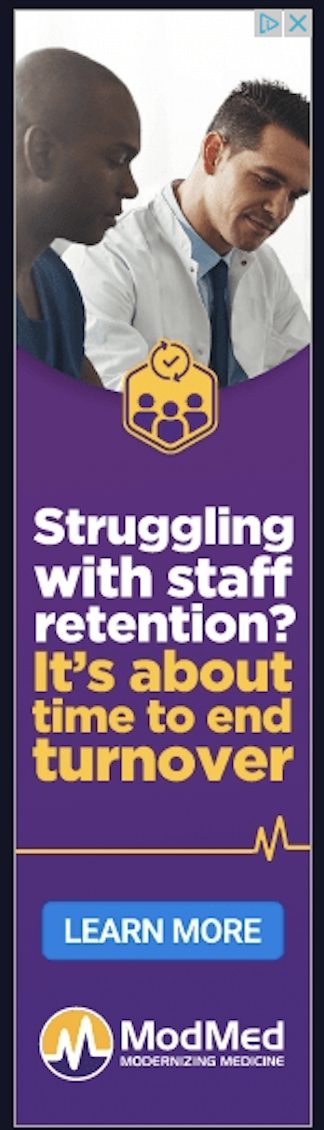 Struggling
with staff
retention?
It's about
time to end
turnover
LEARN MORE
ModMed
MODERNIZING MEDICINE